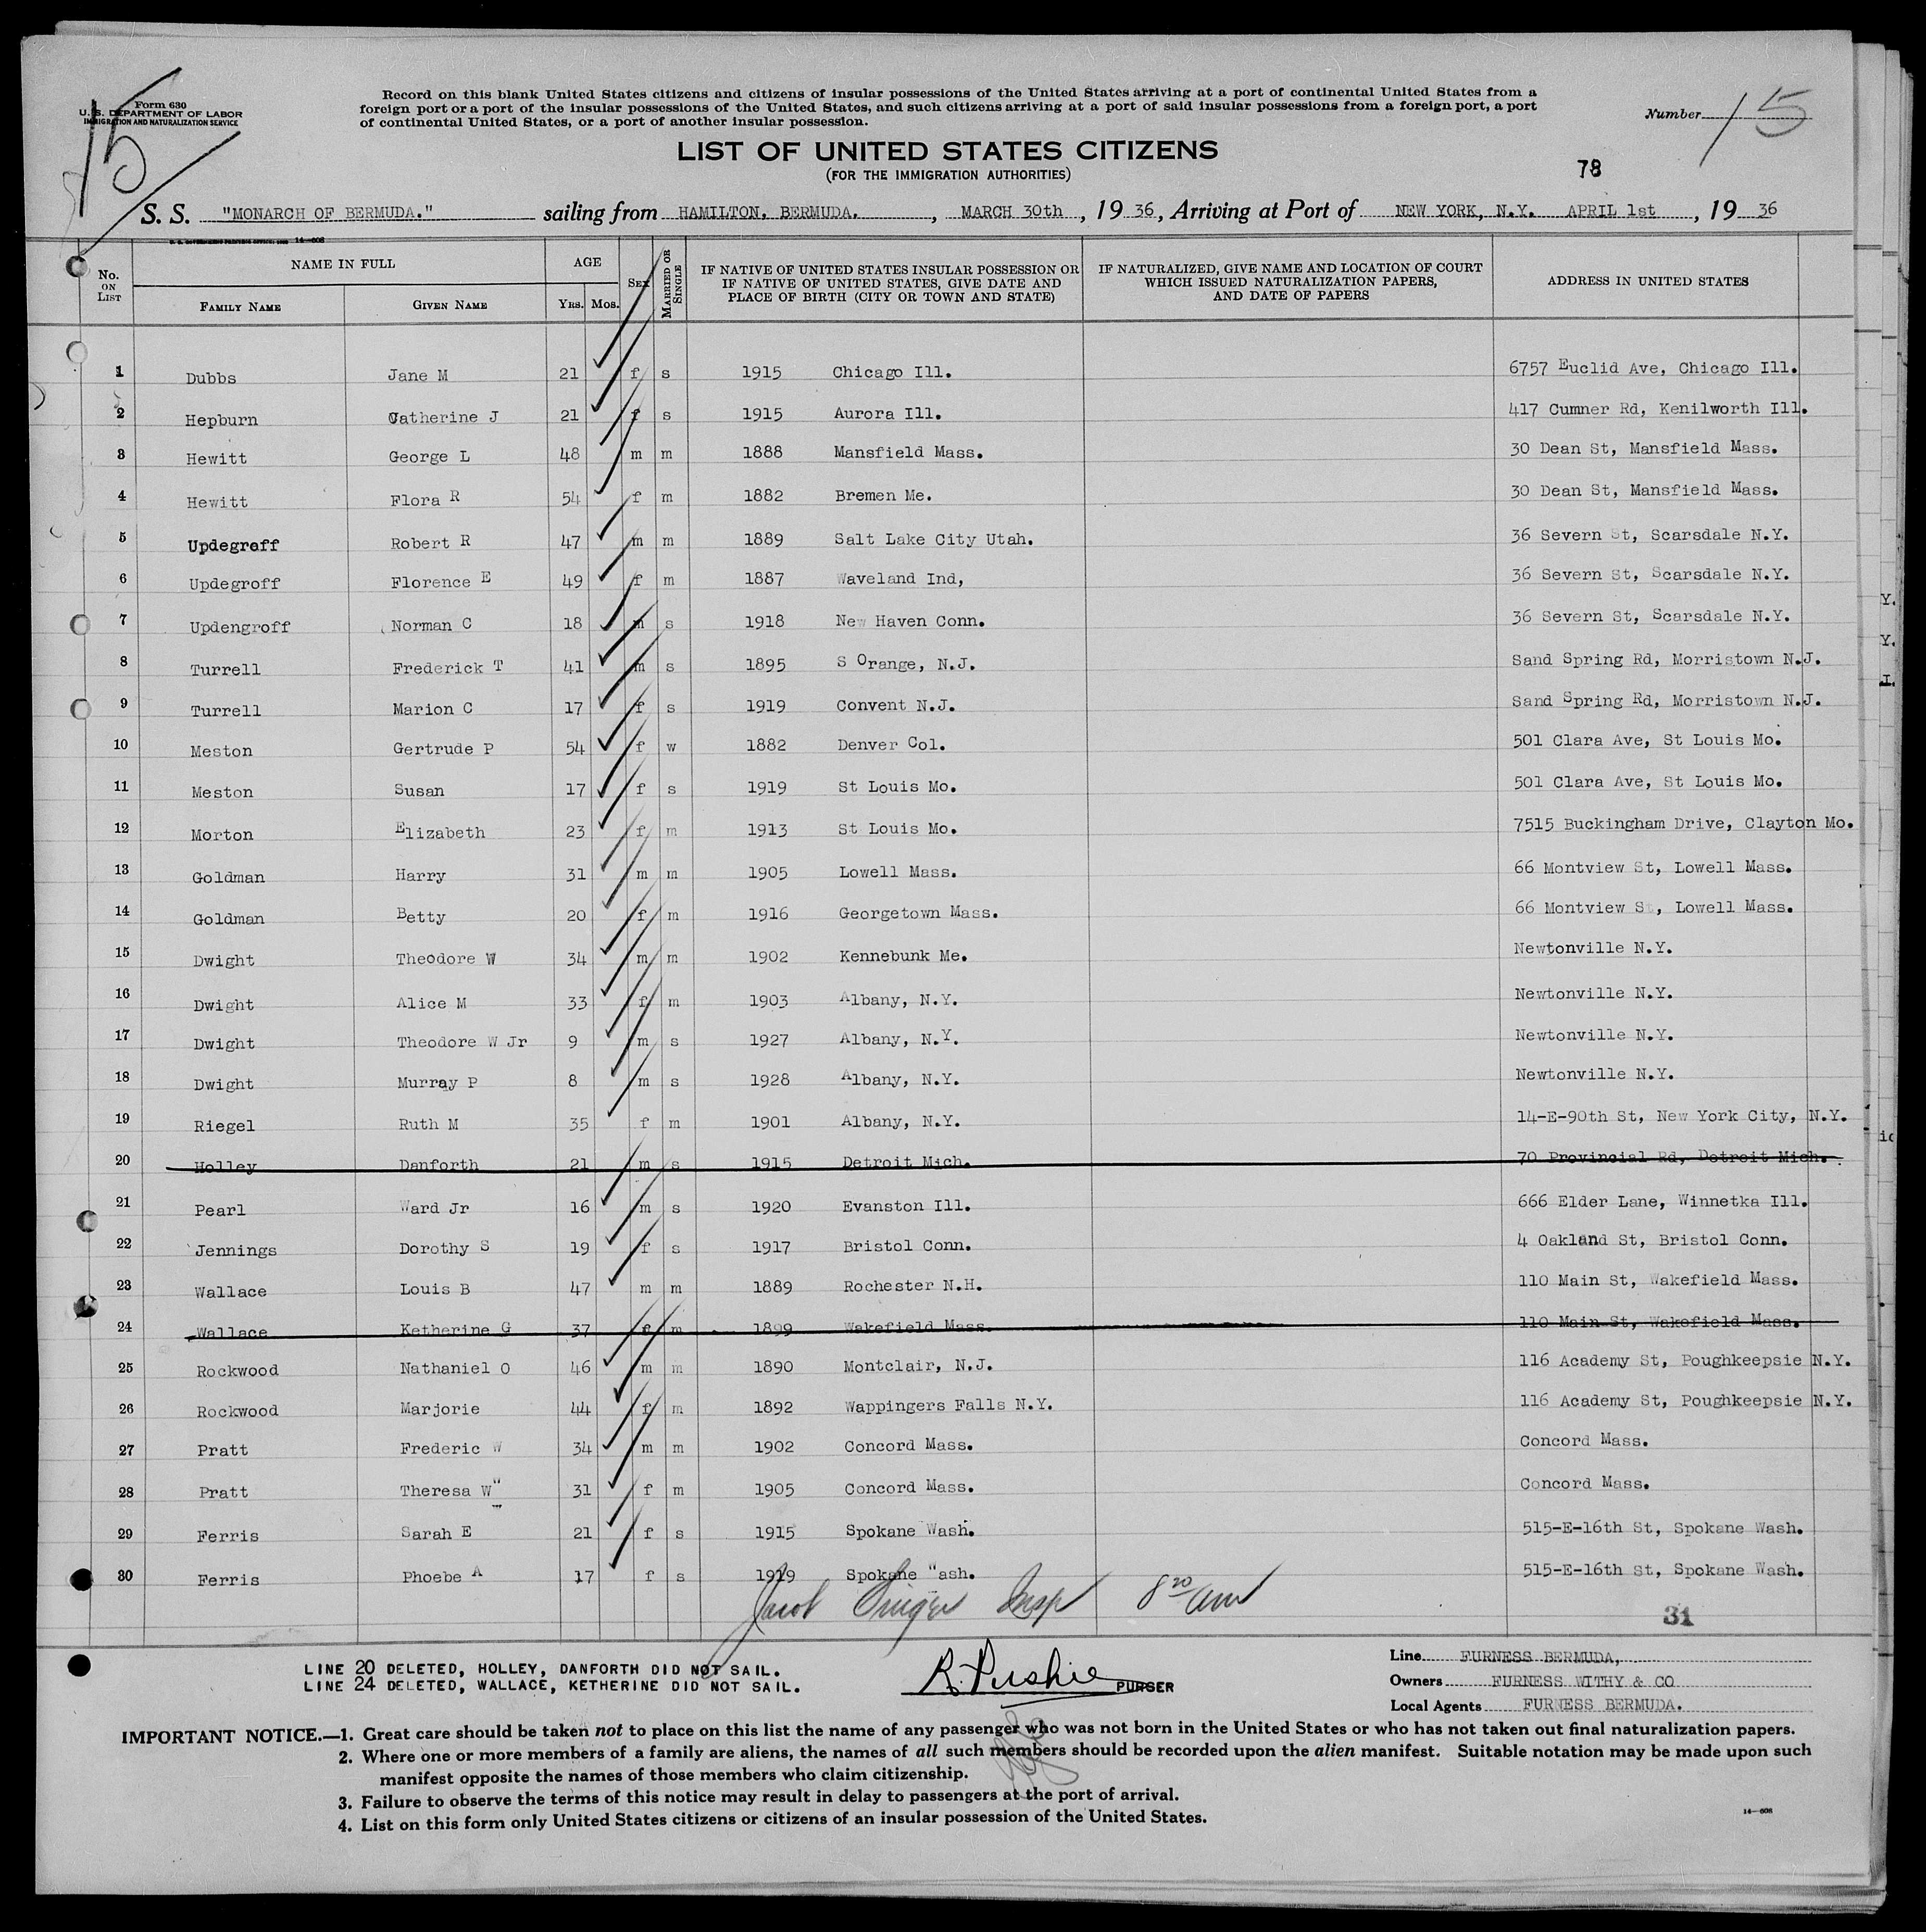 15
Form 630
U. S. DEPARTMENT OF LABOR
IMMIGRATION AND NATURALIZATION SERVICE
Record on this blank United States citizens and citizens of insular possessions of the United States arriving at a port of continental United States from a
foreign port or a port of the insular possessions of the United States, and such citizens arriving at a port of said insular possessions from a foreign port, a port
of continental United States, or a port of another insular possession.
Number 15
LIST OF UNITED STATES CITIZENS
(FOR THE IMMIGRATION AUTHORITIES)
78
S. S. "MONARCH OF BERMUDA." sailing from HAMILTON, BERMUDA. , MARCH 30th , 19 36, Arriving at Port of NEW YORK, N.Y. APRIL 1st , 19 36
14—608
No. ON LIST NAME IN FULL FAMILY NAME GIVEN NAME AGE YRS. MOS. SEX MARRIED OR SINGLE IF NATIVE OF UNITED STATES INSULAR POSSESSION OR IF NATIVE OF UNITED STATES, GIVE DATE AND PLACE OF BIRTH (CITY OR TOWN AND STATE) IF NATURALIZED, GIVE NAME AND LOCATION OF COURT WHICH ISSUED NATURALIZATION PAPERS, AND DATE OF PAPERS ADDRESS IN UNITED STATES
1 Dubbs Jane M 21 f s 1915 Chicago Ill. 6757 Euclid Ave, Chicago Ill.
2 Hepburn Catherine J 21 f s 1915 Aurora Ill. 417 Cumner Rd, Kenilworth Ill.
3 Hewitt George L 48 m m 1888 Mansfield Mass. 30 Dean St, Mansfield Mass.
4 Hewitt Flora R 54 f m 1882 Bremen Me. 30 Dean St, Mansfield Mass.
5 Updegraff Robert R 47 m m 1889 Salt Lake City Utah. 36 Severn St, Scarsdale N.Y.
6 Updegroff Florence E 49 f m 1887 Waveland Ind, 36 Severn St, Scarsdale N.Y.
7 Updengroff Norman C 18 m s 1918 New Haven Conn. 36 Severn St, Scarsdale N.Y.
8 Turrell Frederick T 41 m s 1895 S Orange, N.J. Sand Spring Rd, Morristown N.J.
9 Turrell Marion C 17 f s 1919 Convent N.J. Sand Spring Rd, Morristown N.J.
10 Meston Gertrude P 54 f w 1882 Denver Col. 501 Clara Ave, St Louis Mo.
11 Meston Susan 17 f s 1919 St Louis Mo. 501 Clara Ave, St Louis Mo.
12 Morton Elizabeth 23 f m 1913 St Louis Mo. 7515 Buckingham Drive, Clayton Mo.
13 Goldman Harry 31 m m 1905 Lowell Mass. 66 Montview St, Lowell Mass.
14 Goldman Betty 20 f m 1916 Georgetown Mass. 66 Montview St, Lowell Mass.
15 Dwight Theodore W 34 m m 1902 Kennebunk Me. Newtonville N.Y.
16 Dwight Alice M 33 f m 1903 Albany, N.Y. Newtonville N.Y.
17 Dwight Theodore W Jr 9 m s 1927 Albany, N.Y. Newtonville N.Y.
18 Dwight Murray P 8 m s 1928 Albany, N.Y. Newtonville N.Y.
19 Riegel Ruth M 35 f m 1901 Albany, N.Y. 14-E-90th St, New York City, N.Y.
20 Holley Danforth 21 m s 1915 Detroit Mich. 70 Provincial Rd, Detroit Mich.
21 Pearl Ward Jr 16 m s 1920 Evanston Ill. 666 Elder Lane, Winnetka Ill.
22 Jennings Dorothy S 19 f s 1917 Bristol Conn. 4 Oakland St, Bristol Conn.
23 Wallace Louis B 47 m m 1889 Rochester N.H. 110 Main St, Wakefield Mass.
24 Wallace Ketherine G 37 f m 1899 Wakefield Mass. 110 Main St, Wakefield Mass.
25 Rockwood Nathaniel O 46 m m 1890 Montclair, N.J. 116 Academy St, Poughkeepsie N.Y.
26 Rockwood Marjorie 44 f m 1892 Wappingers Falls N.Y. 116 Academy St, Poughkeepsie N.Y.
27 Pratt Frederic W 34 m m 1902 Concord Mass. Concord Mass.
28 Pratt Theresa W 31 f m 1905 Concord Mass. Concord Mass.
29 Ferris Sarah E 21 f s 1915 Spokane Wash. 515-E-16th St, Spokane Wash.
30 Ferris Phoebe A 17 f s 1919 Spokane "ash. 515-E-16th St, Spokane Wash.
Jacob Singer Insp 8 20 am
31
LINE 20 DELETED, HOLLEY, DANFORTH DID NOT SAIL.
LINE 24 DELETED, WALLACE, KETHERINE DID NOT SAIL.
R. Pushie PURSER
Line FURNESS BERMUDA,
Owners FURNESS WITHY & CO
Local Agents FURNESS BERMUDA.
IMPORTANT NOTICE.—1. Great care should be taken not to place on this list the name of any passenger who was not born in the United States or who has not taken out final naturalization papers.
2. Where one or more members of a family are aliens, the names of all such members should be recorded upon the alien manifest. Suitable notation may be made upon such
manifest opposite the names of those members who claim citizenship.
3. Failure to observe the terms of this notice may result in delay to passengers at the port of arrival.
4. List on this form only United States citizens or citizens of an insular possession of the United States.
14—608